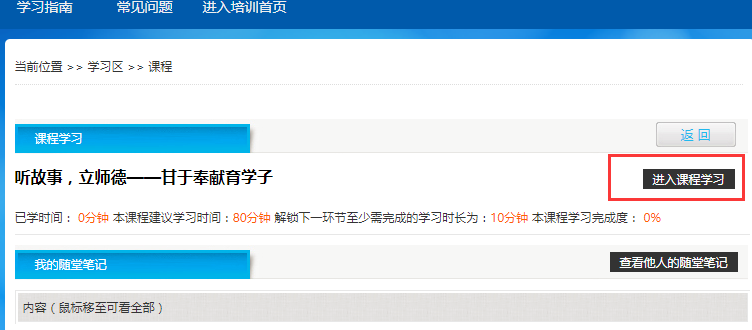 学习指南 常见问题 进入培训首页
当前位置 >> 学习区 >> 课程
返 回
课程学习
听故事，立师德——甘于奉献育学子
进入课程学习
已学时间： 0分钟 本课程建议学习时间：80分钟 解锁下一环节至少需完成的学习时长为：10分钟 本课程学习完成度： 0%
我的随堂笔记
查看他人的随堂笔记
内容（鼠标移至可看全部）